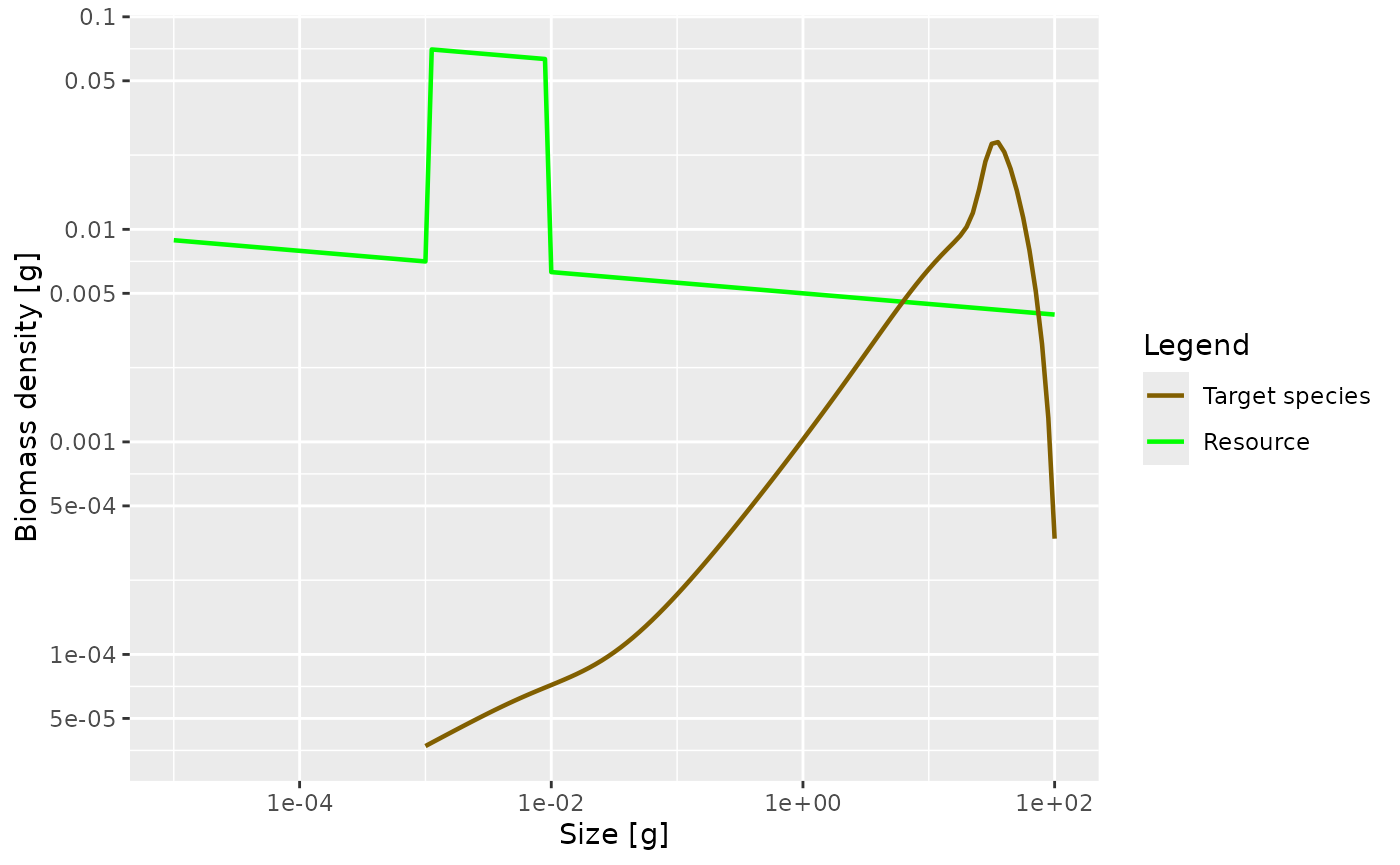 0.1
0.05
0.01
0.005
0.001
5e-04
1e-04
5e-05
Biomass density [g]
1e-04
1e-02
1e+00
1e+02
Size [g]
Legend
Target species
Resource